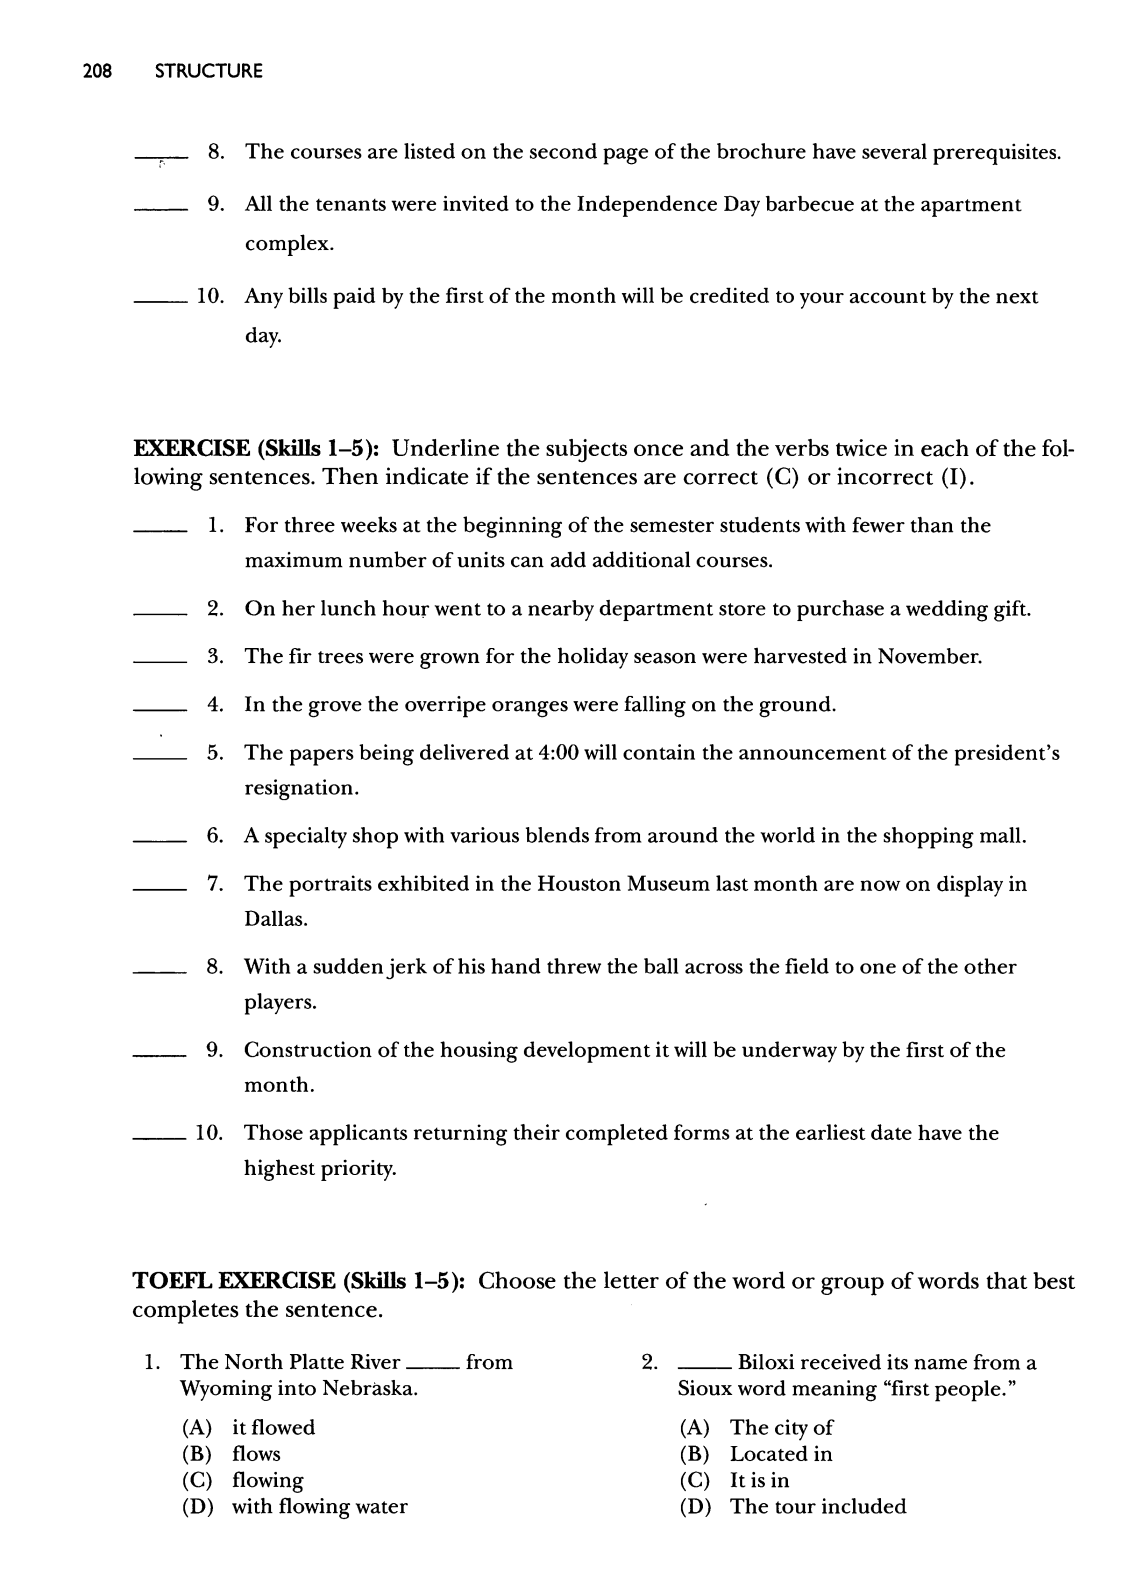 208 STRUCTURE
____ 8. The courses are listed on the second page of the brochure have several prerequisites.
____ 9. All the tenants were invited to the Independence Day barbecue at the apartment
complex.
____ 10. Any bills paid by the first of the month will be credited to your account by the next
day.
EXERCISE (Skills 1–5): Underline the subjects once and the verbs twice in each of the fol-
lowing sentences. Then indicate if the sentences are correct (C) or incorrect (I).
____ 1. For three weeks at the beginning of the semester students with fewer than the
maximum number of units can add additional courses.
____ 2. On her lunch hour went to a nearby department store to purchase a wedding gift.
____ 3. The fir trees were grown for the holiday season were harvested in November.
____ 4. In the grove the overripe oranges were falling on the ground.
____ 5. The papers being delivered at 4:00 will contain the announcement of the president's
resignation.
____ 6. A specialty shop with various blends from around the world in the shopping mall.
____ 7. The portraits exhibited in the Houston Museum last month are now on display in
Dallas.
____ 8. With a sudden jerk of his hand threw the ball across the field to one of the other
players.
____ 9. Construction of the housing development it will be underway by the first of the
month.
____ 10. Those applicants returning their completed forms at the earliest date have the
highest priority.
TOEFL EXERCISE (Skills 1–5): Choose the letter of the word or group of words that best
completes the sentence.
1. The North Platte River ____ from
Wyoming into Nebraska.
(A) it flowed
(B) flows
(C) flowing
(D) with flowing water
2. ____ Biloxi received its name from a
Sioux word meaning "first people."
(A) The city of
(B) Located in
(C) It is in
(D) The tour included